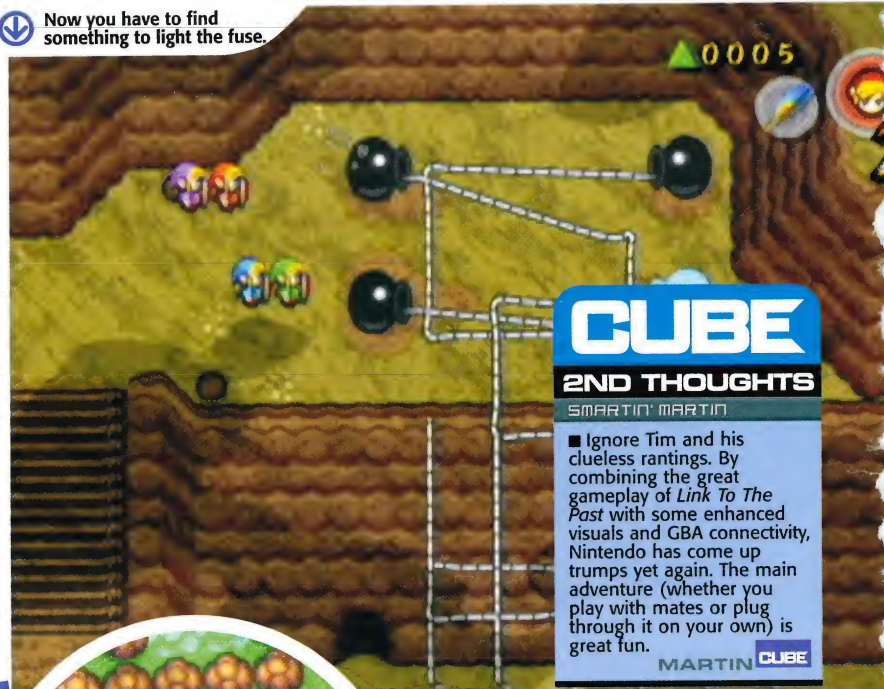 Now you have to find
something to light the fuse.
0005
CUBE
2ND THOUGHTS
SMARTIN' MARTIN
■ Ignore Tim and his
clueless rantings. By
combining the great
gameplay of Link To The
Past with some enhanced
visuals and GBA connectivity,
Nintendo has come up
trumps yet again. The main
adventure (whether you
play with mates or plug
through it on your own) is
great fun.
MARTIN CUBE